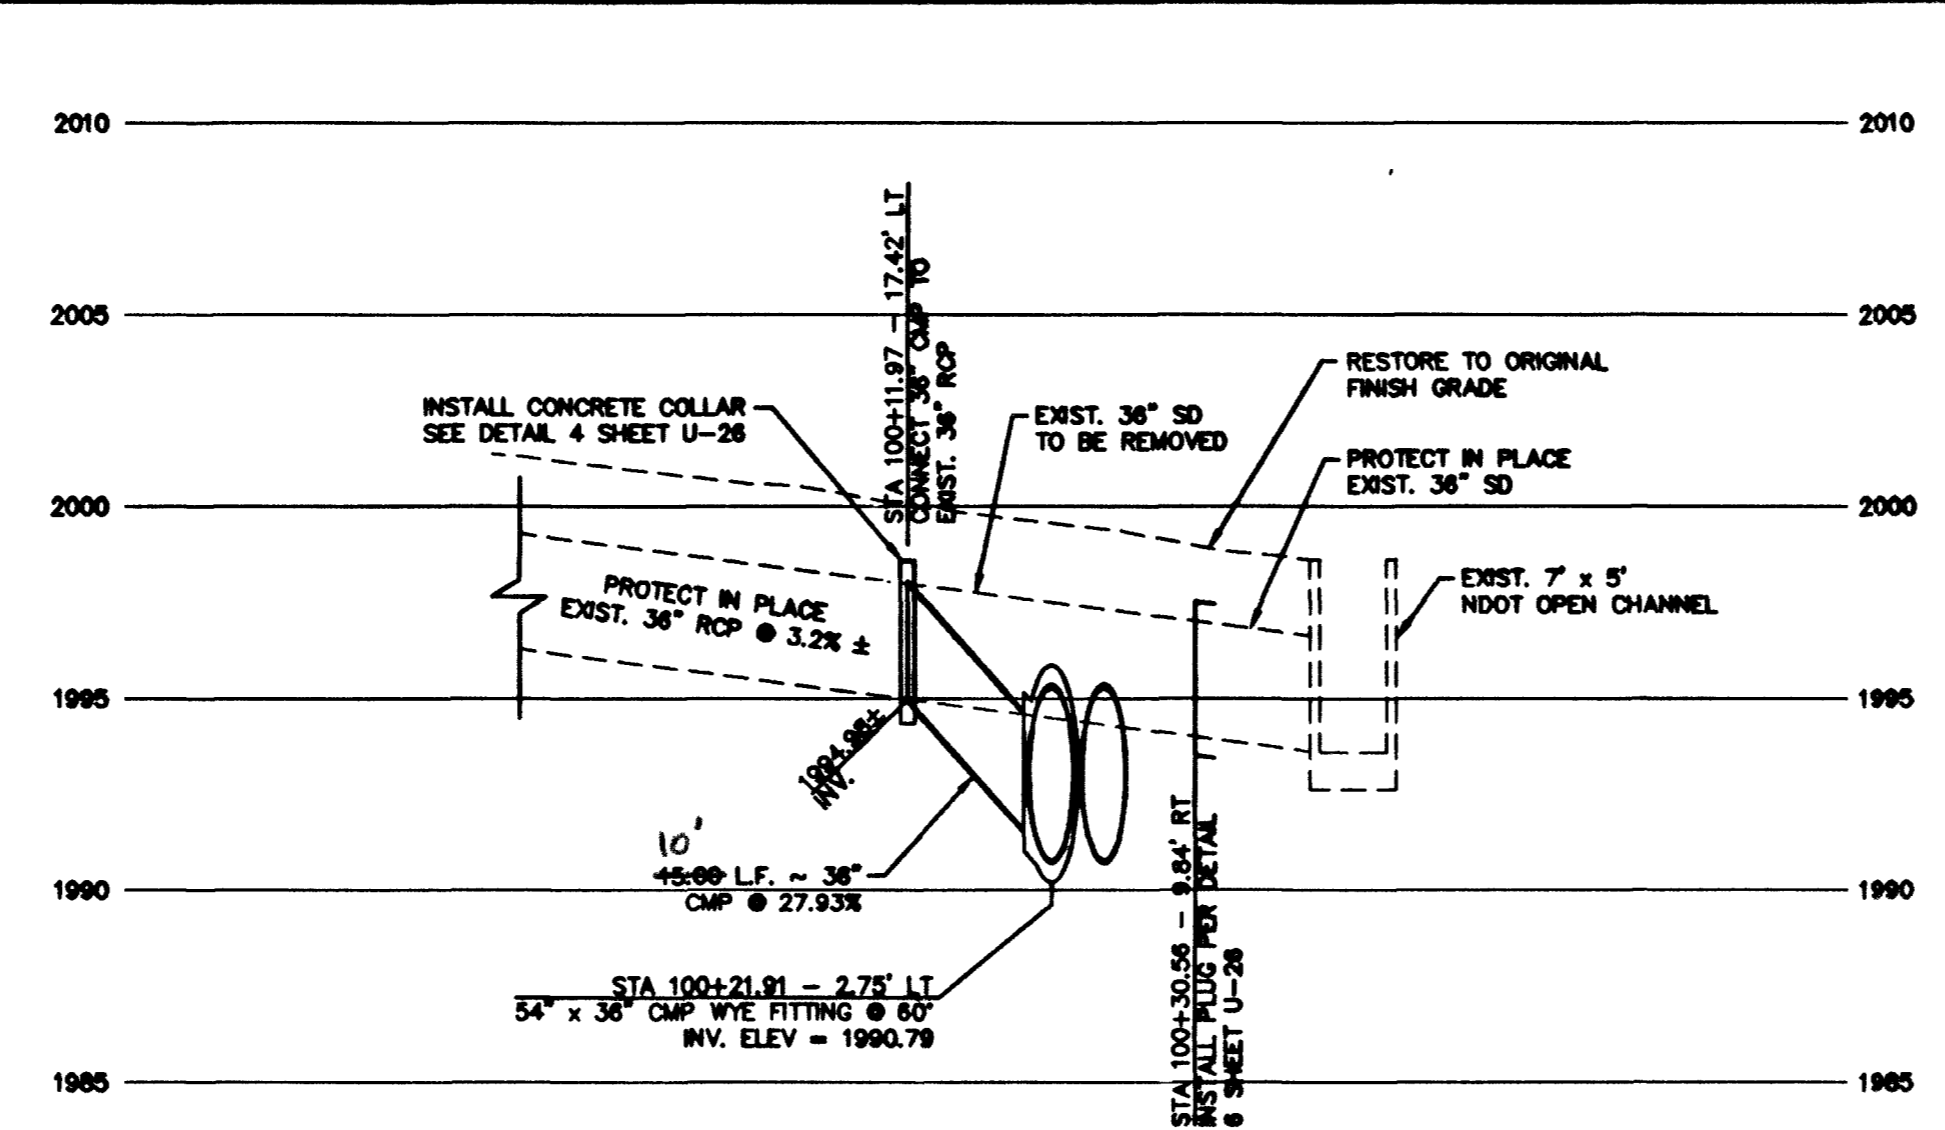 2010
2010
STA 100+11.97 - 17.42' LT
CONNECT 36" CMP TO
EXIST. 36" RCP
2005
2005
RESTORE TO ORIGINAL
FINISH GRADE
INSTALL CONCRETE COLLAR
SEE DETAIL 4 SHEET U-26
EXIST. 36" SD
TO BE REMOVED
PROTECT IN PLACE
EXIST. 36" SD
2000
2000
PROTECT IN PLACE
EXIST. 36" RCP @ 3.2% ±
EXIST. 7' x 5'
NDOT OPEN CHANNEL
1995
1995
1994.95±
INV.
10'
15.00 L.F. ~ 36"
CMP @ 27.93%
1990
1990
STA 100+21.91 - 2.75' LT
54" x 36" CMP WYE FITTING @ 60°
INV. ELEV = 1990.79
STA 100+30.56 - 9.84' RT
INSTALL PLUG PER DETAIL
6 SHEET U-26
1985
1985